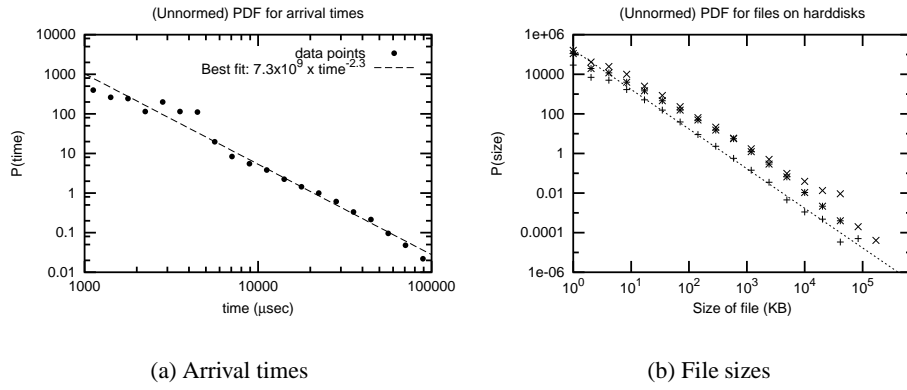 (Unnormed) PDF for arrival times
10000
1000
100
10
1
0.1
0.01
P(time)
data points
Best fit: 7.3x10^9 x time^-2.3
1000
10000
100000
time (μsec)
(a) Arrival times
(Unnormed) PDF for files on harddisks
1e+06
10000
100
1
0.01
0.0001
1e-06
P(size)
10^0
10^1
10^2
10^3
10^4
10^5
Size of file (KB)
(b) File sizes